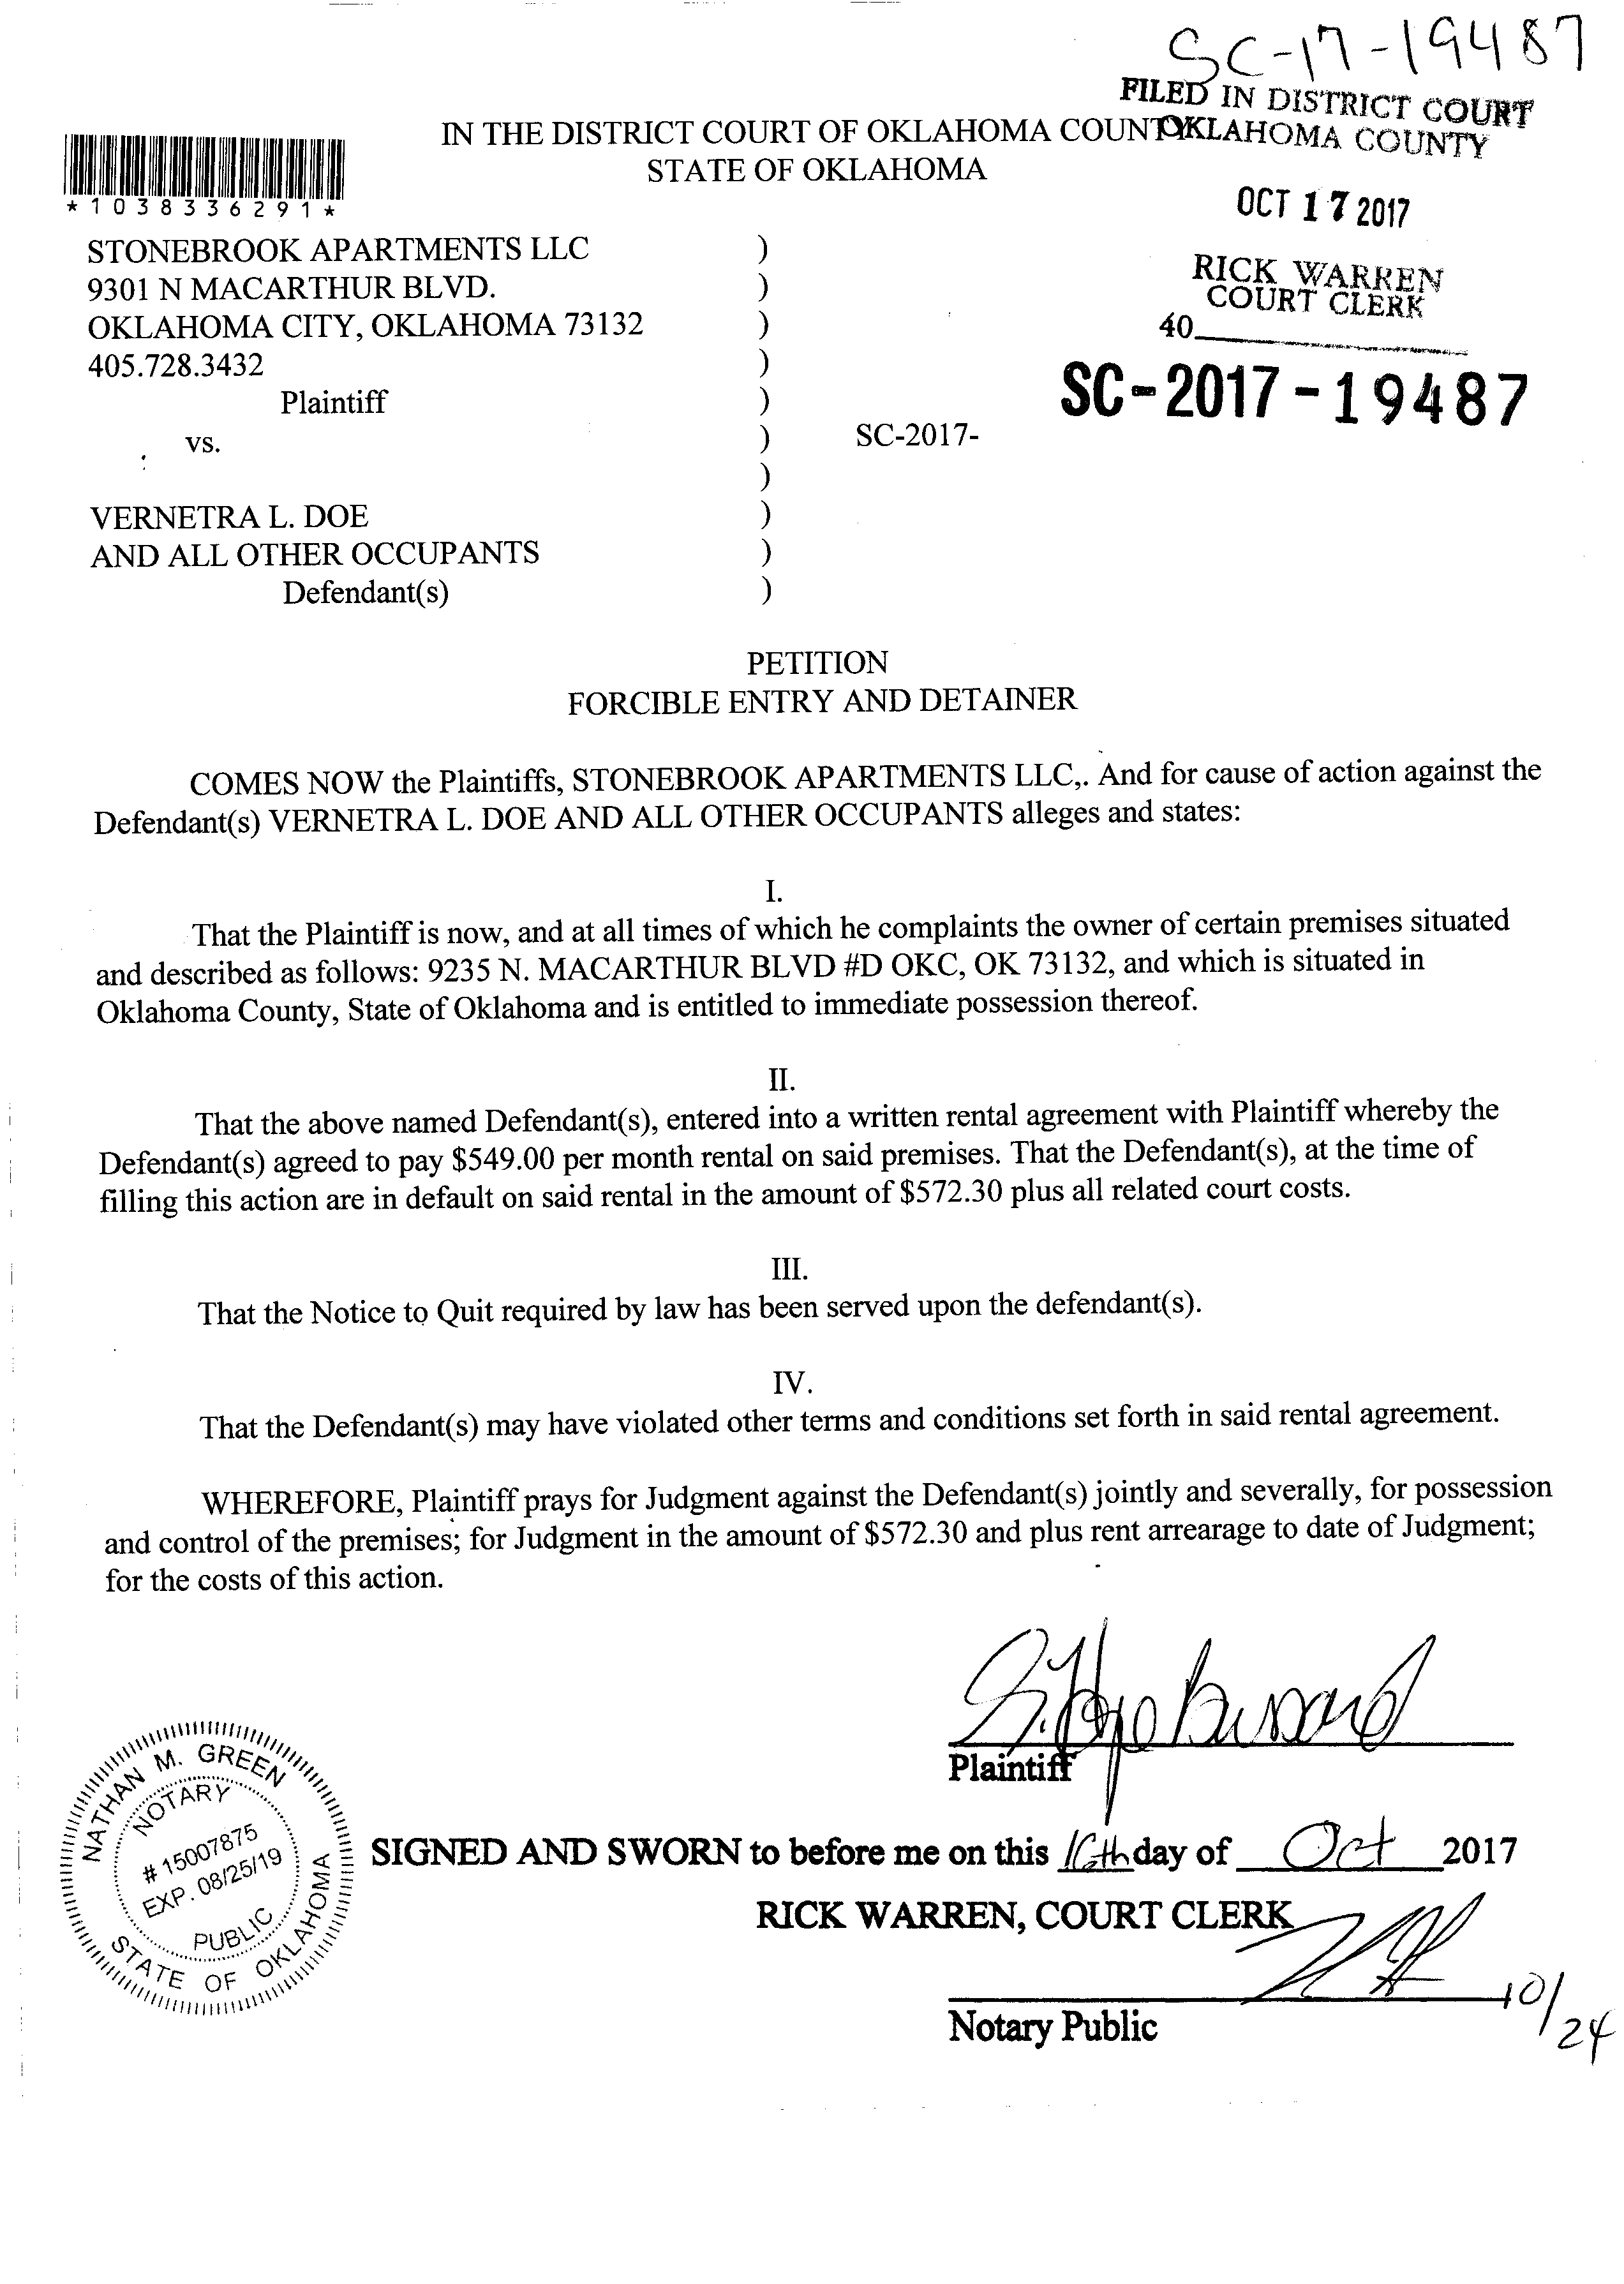 SC-17-19487
FILED IN DISTRICT COURT
OKLAHOMA COUNTY
IN THE DISTRICT COURT OF OKLAHOMA COUNTY
STATE OF OKLAHOMA
*1038336291*
OCT 17 2017
RICK WARREN
COURT CLERK
40
SC-2017-19487
STONEBROOK APARTMENTS LLC )
9301 N MACARTHUR BLVD. )
OKLAHOMA CITY, OKLAHOMA 73132 )
405.728.3432 )
Plaintiff )
vs. ) SC-2017-
)
VERNETRA L. DOE )
AND ALL OTHER OCCUPANTS )
Defendant(s) )
PETITION
FORCIBLE ENTRY AND DETAINER
COMES NOW the Plaintiffs, STONEBROOK APARTMENTS LLC,. And for cause of action against the
Defendant(s) VERNETRA L. DOE AND ALL OTHER OCCUPANTS alleges and states:
I.
That the Plaintiff is now, and at all times of which he complaints the owner of certain premises situated
and described as follows: 9235 N. MACARTHUR BLVD #D OKC, OK 73132, and which is situated in
Oklahoma County, State of Oklahoma and is entitled to immediate possession thereof.
II.
That the above named Defendant(s), entered into a written rental agreement with Plaintiff whereby the
Defendant(s) agreed to pay $549.00 per month rental on said premises. That the Defendant(s), at the time of
filling this action are in default on said rental in the amount of $572.30 plus all related court costs.
III.
That the Notice to Quit required by law has been served upon the defendant(s).
IV.
That the Defendant(s) may have violated other terms and conditions set forth in said rental agreement.
WHEREFORE, Plaintiff prays for Judgment against the Defendant(s) jointly and severally, for possession
and control of the premises; for Judgment in the amount of $572.30 and plus rent arrearage to date of Judgment;
for the costs of this action.
Plaintiff
NATHAN M. GREEN
NOTARY
# 15007875
EXP. 08/25/19
PUBLIC
STATE OF OKLAHOMA
SIGNED AND SWORN to before me on this 16th day of Oct 2017
RICK WARREN, COURT CLERK
Notary Public
10/24